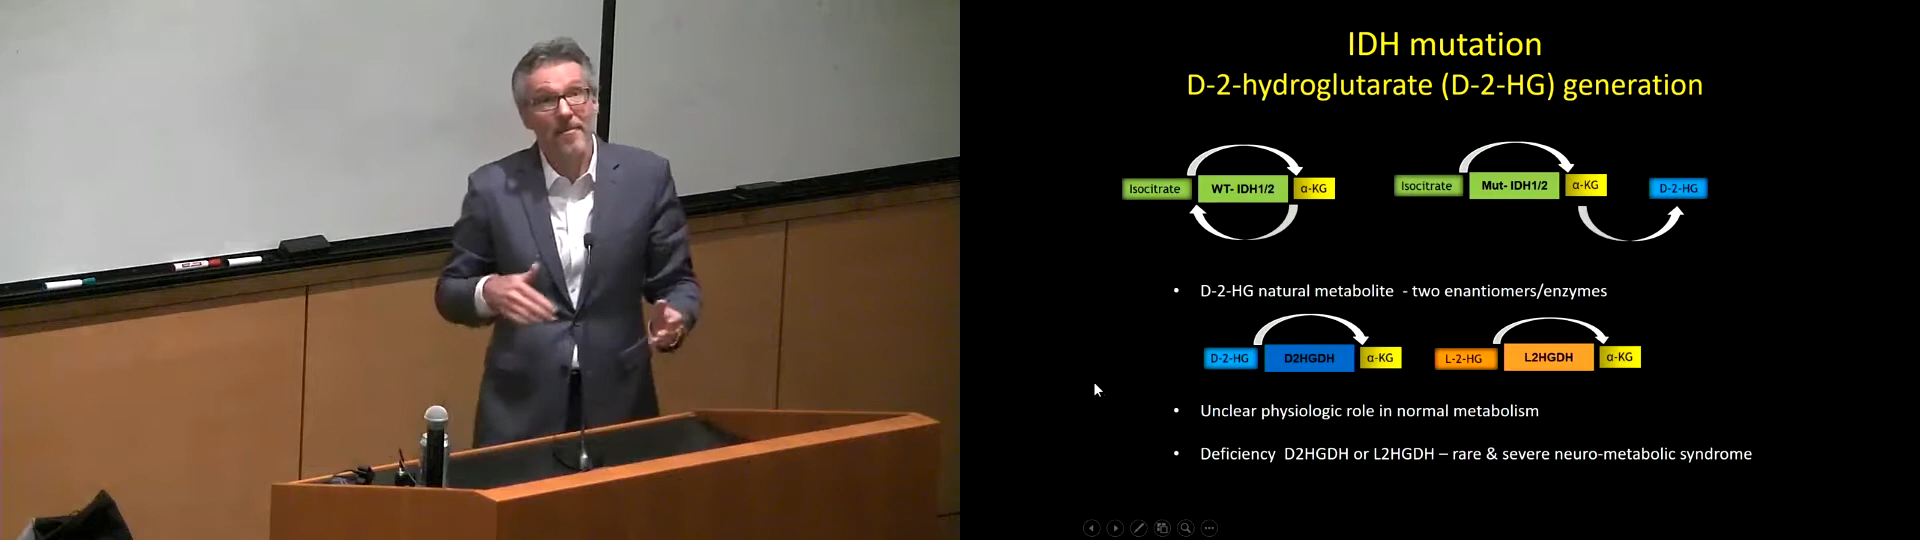 IDH mutation
D-2-hydroglutarate (D-2-HG) generation
Isocitrate WT- IDH1/2 α-KG
Isocitrate Mut- IDH1/2 α-KG D-2-HG
• D-2-HG natural metabolite - two enantiomers/enzymes
D-2-HG D2HGDH α-KG
L-2-HG L2HGDH α-KG
• Unclear physiologic role in normal metabolism
• Deficiency D2HGDH or L2HGDH – rare & severe neuro-metabolic syndrome